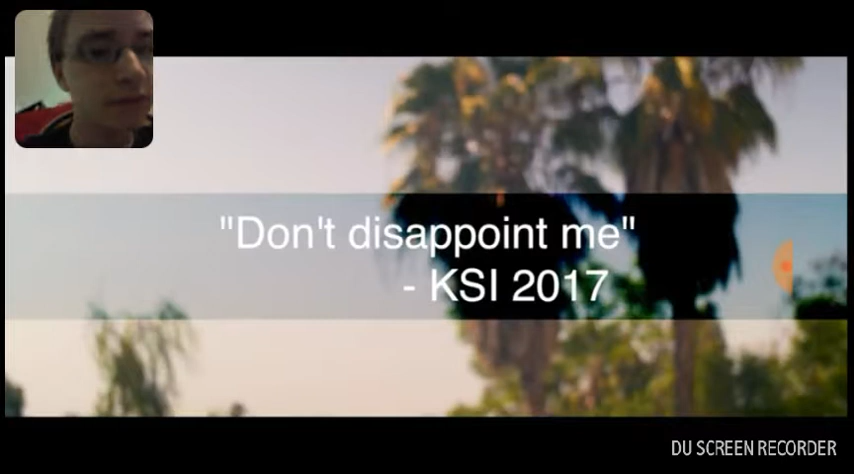 "Don't disappoint me"
- KSI 2017
DU SCREEN RECORDER